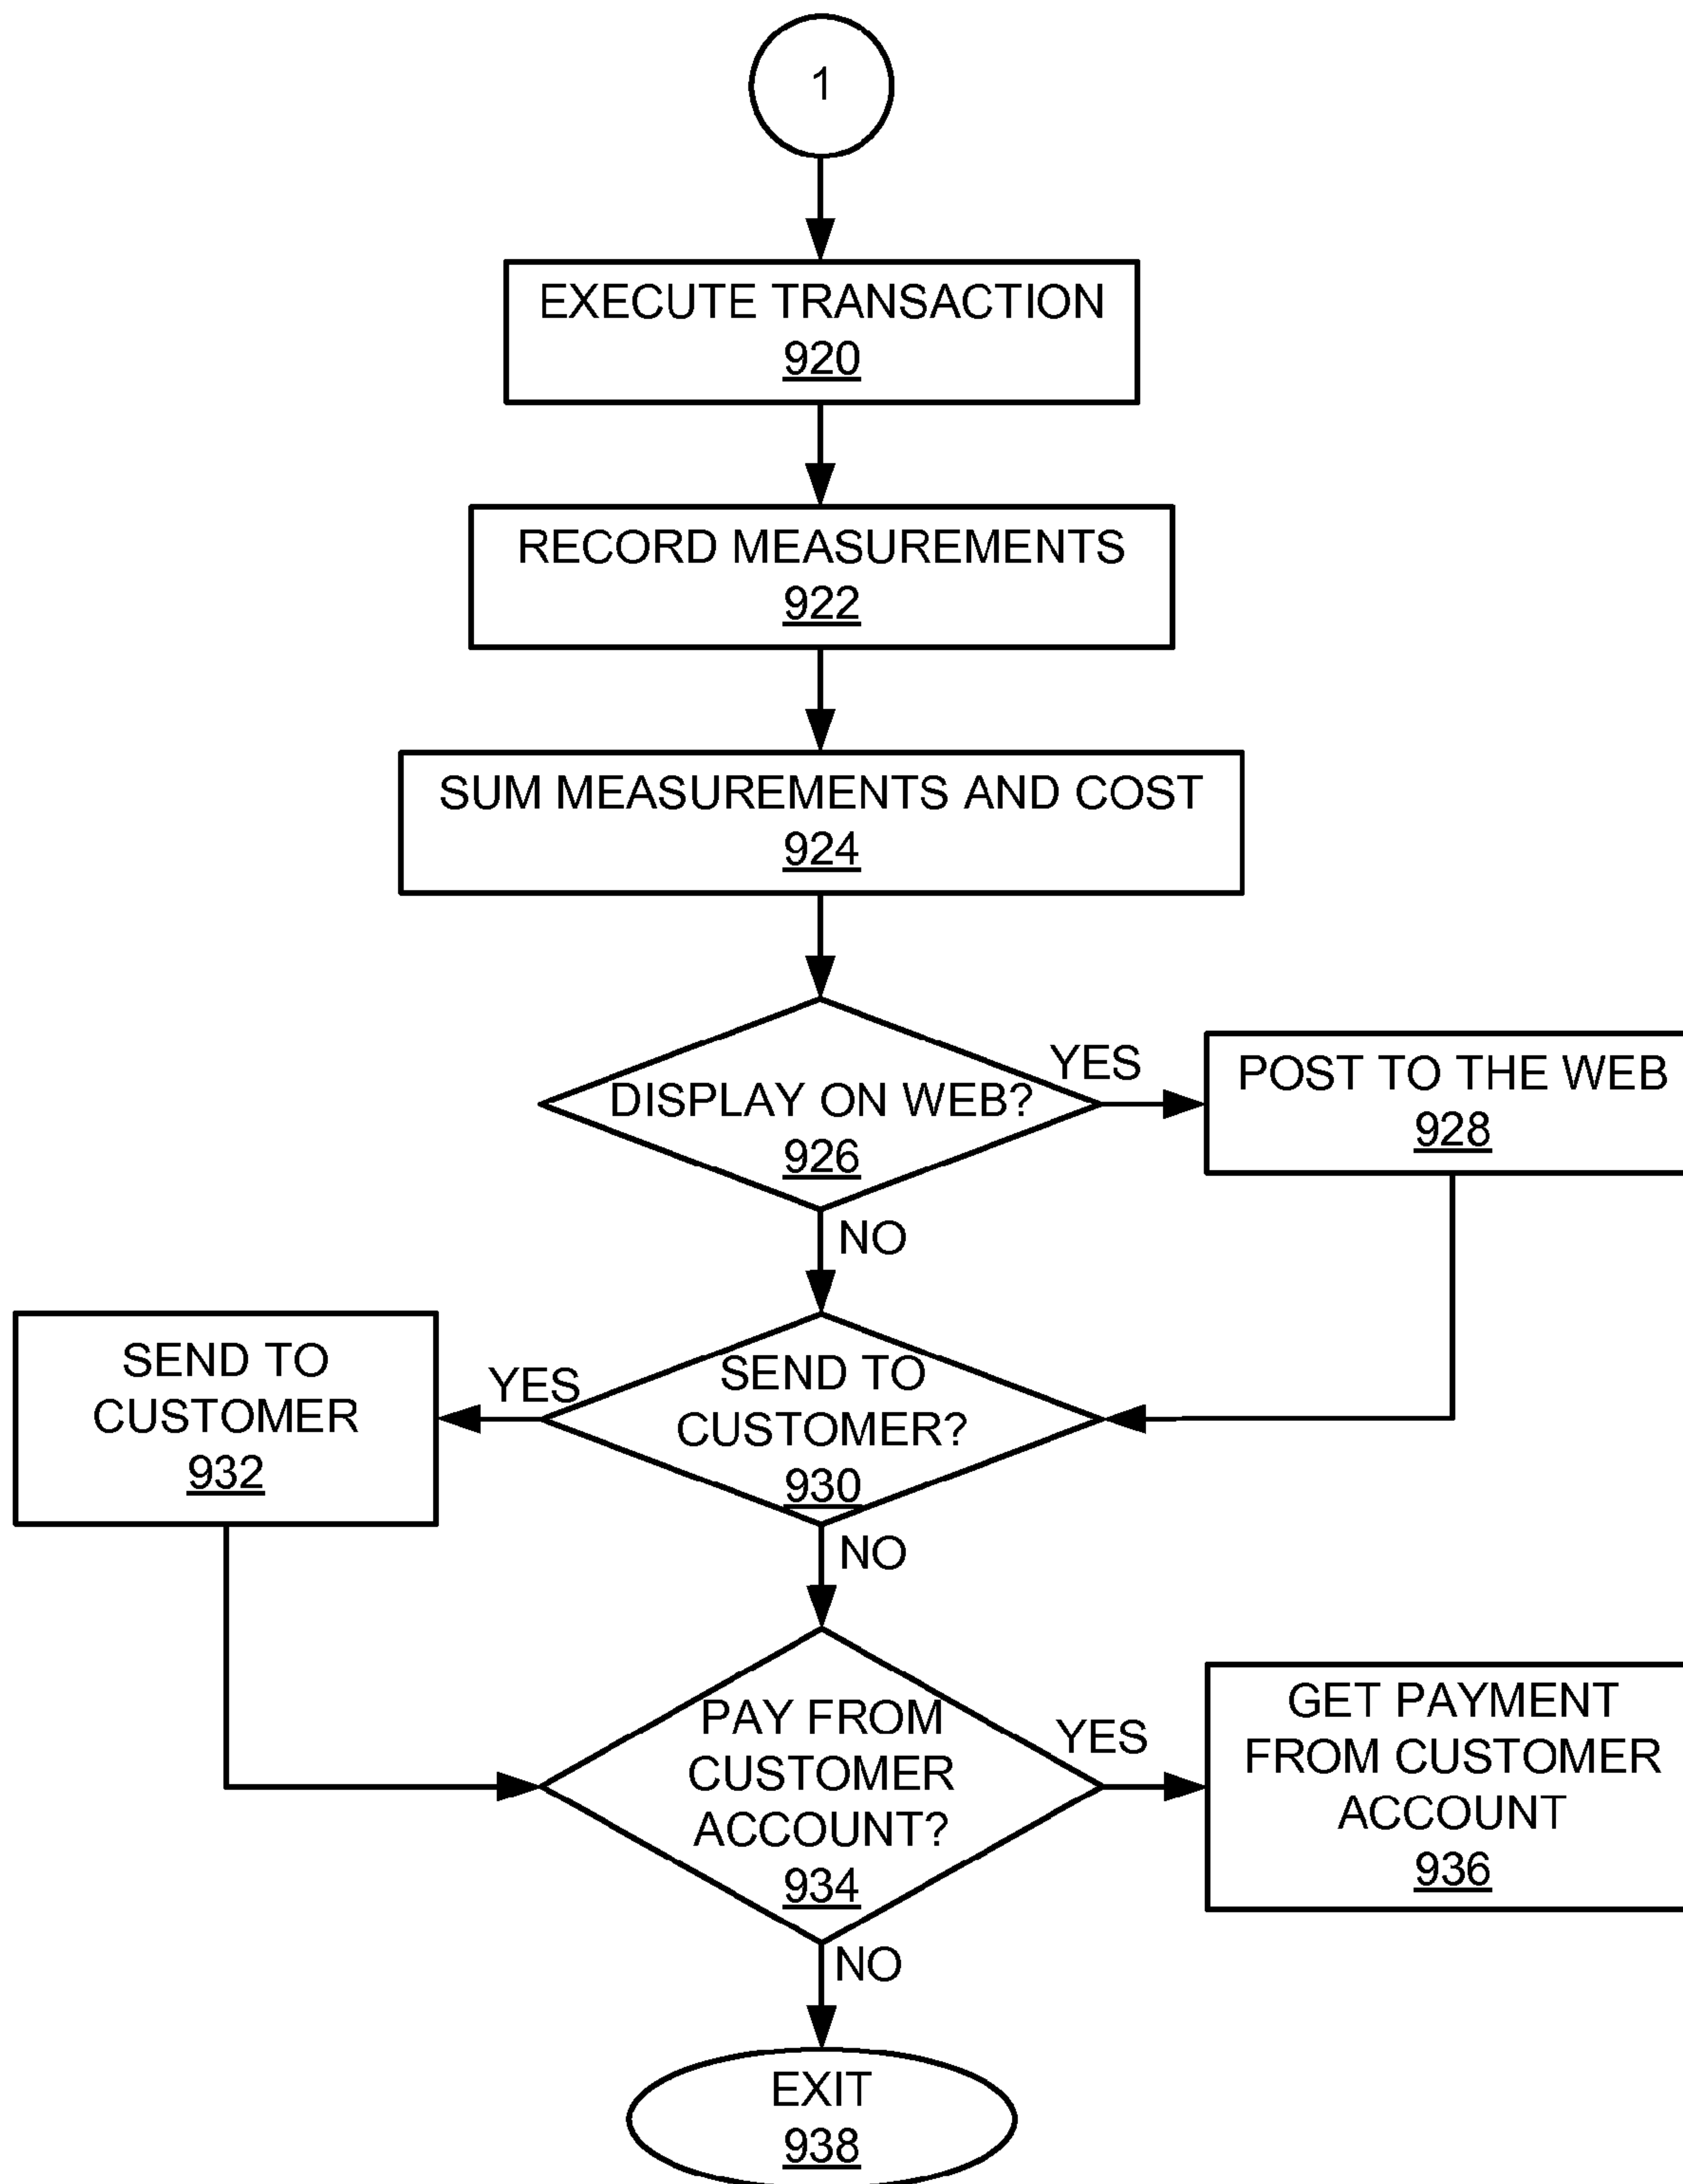 1
EXECUTE TRANSACTION
920
RECORD MEASUREMENTS
922
SUM MEASUREMENTS AND COST
924
DISPLAY ON WEB?
926
YES
POST TO THE WEB
928
NO
SEND TO
CUSTOMER?
930
YES
SEND TO
CUSTOMER
932
NO
PAY FROM
CUSTOMER
ACCOUNT?
934
YES
GET PAYMENT
FROM CUSTOMER
ACCOUNT
936
NO
EXIT
938